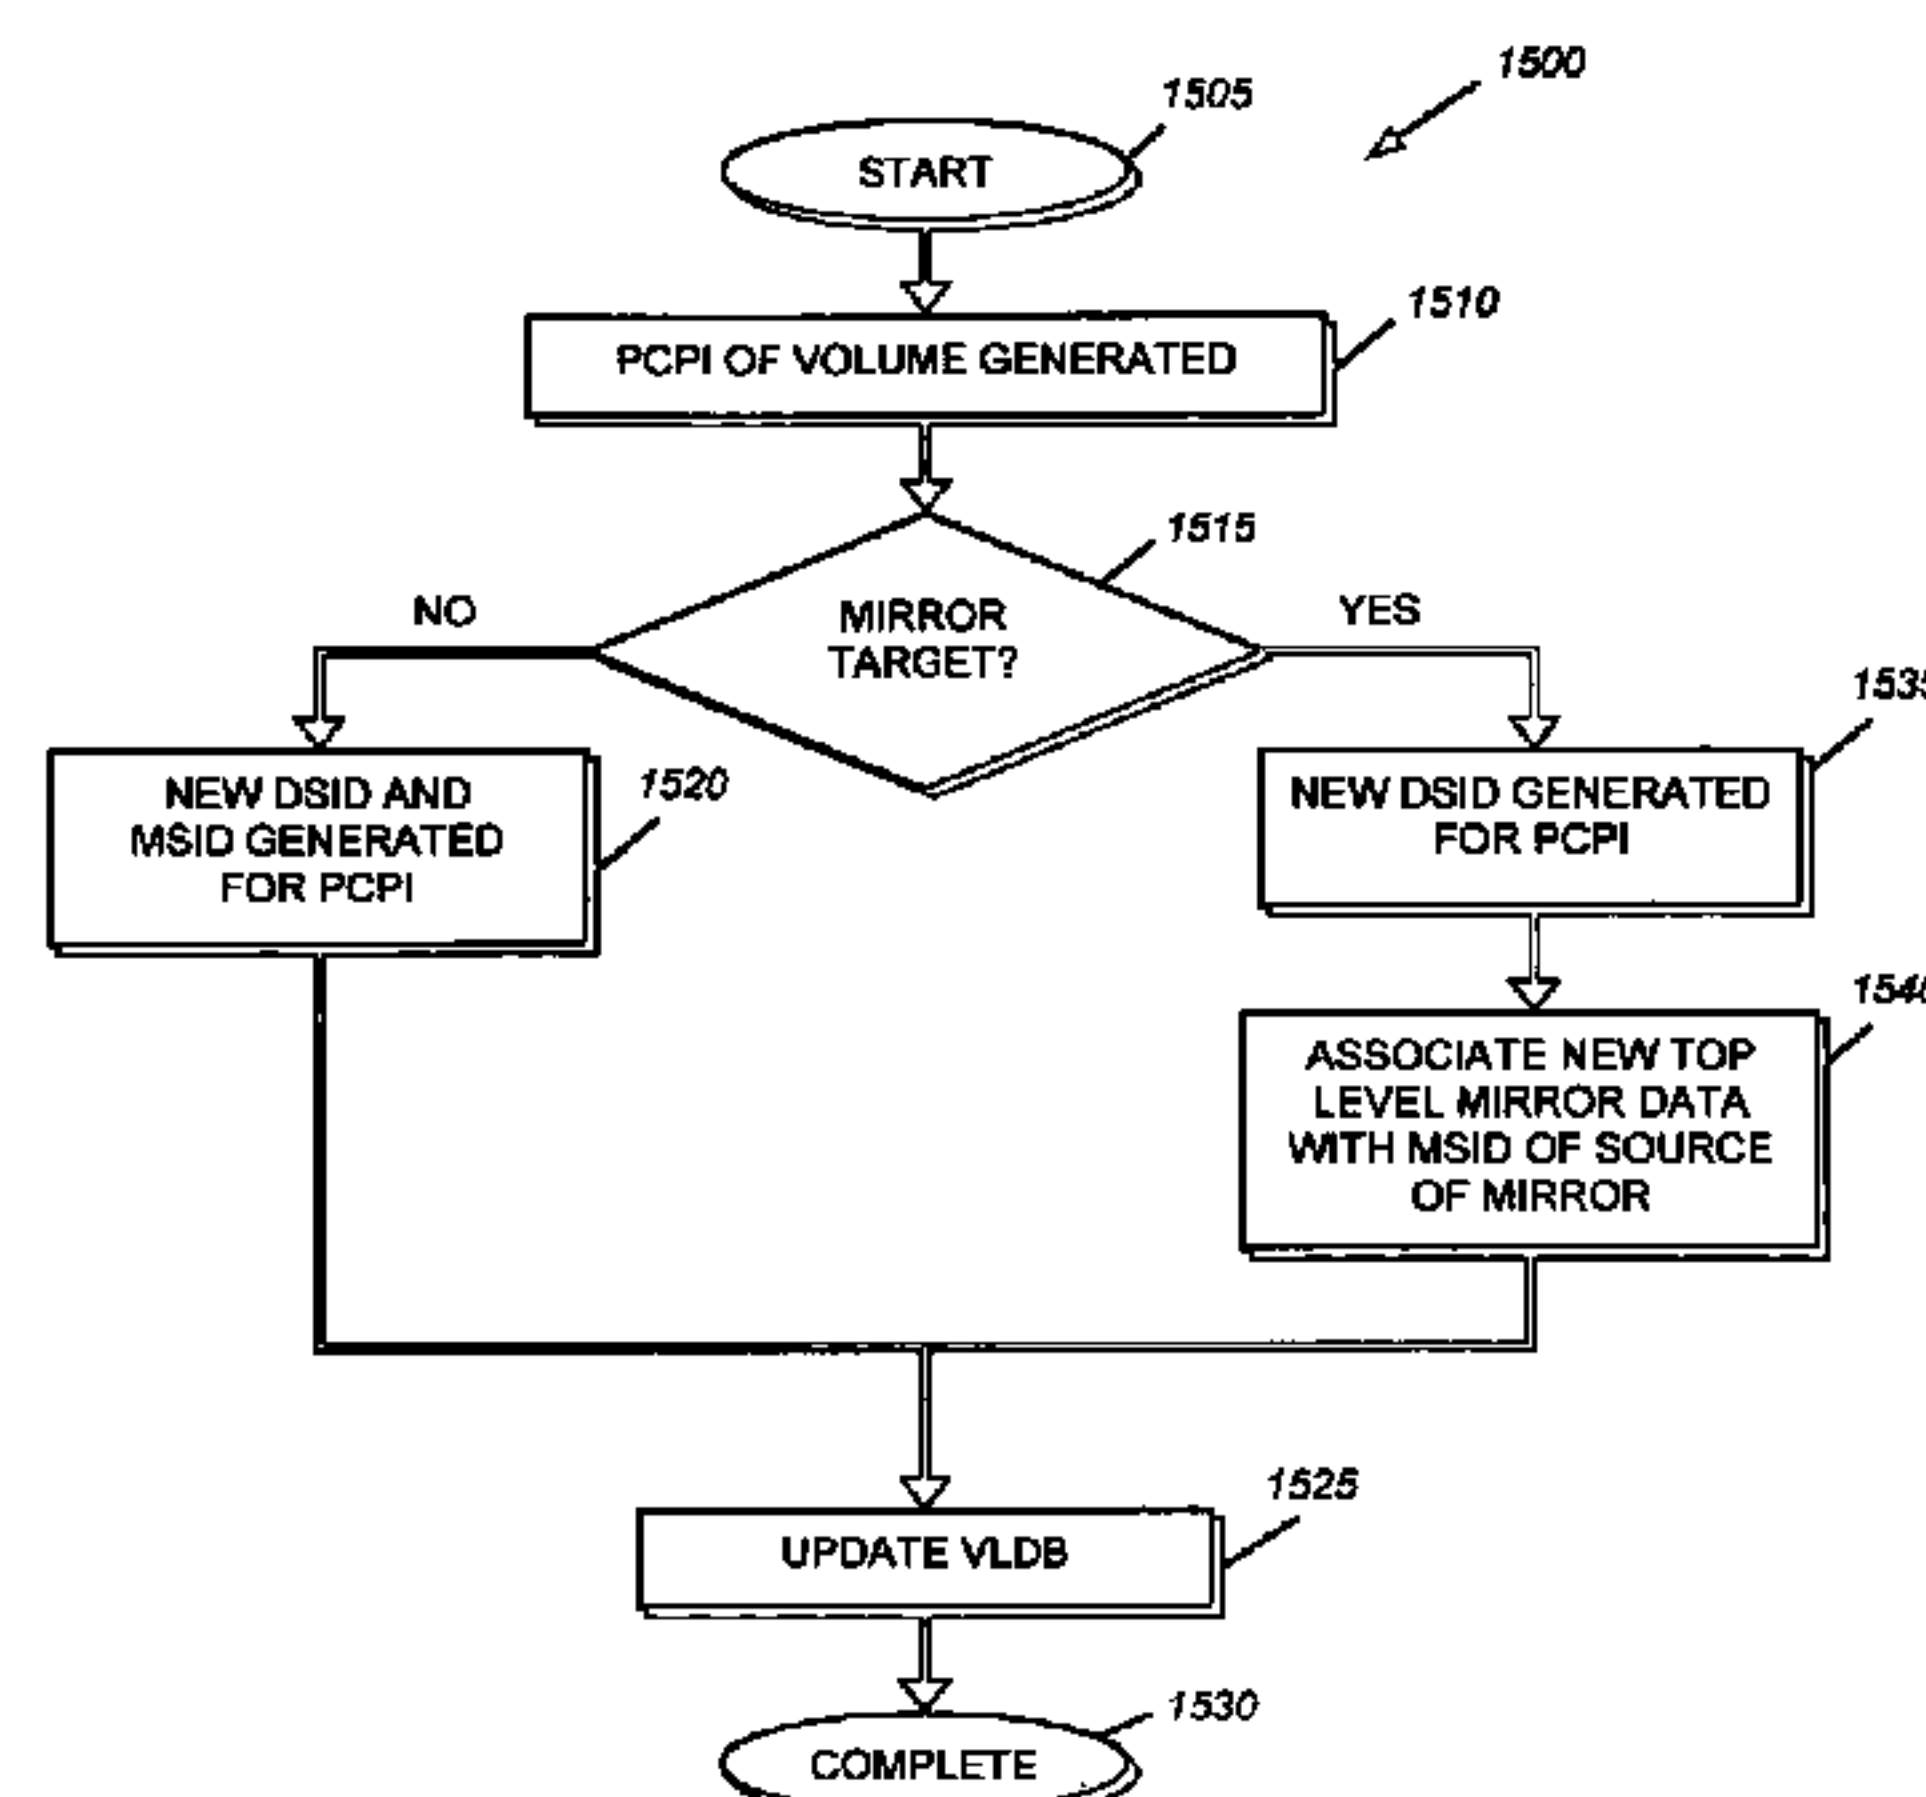 1500
1505
START
1510
PCPI OF VOLUME GENERATED
1515
MIRROR
TARGET?
NO
YES
1520
NEW DSID AND
MSID GENERATED
FOR PCPI
NEW DSID GENERATED
FOR PCPI
ASSOCIATE NEW TOP
LEVEL MIRROR DATA
WITH MSID OF SOURCE
OF MIRROR
1525
UPDATE VLDB
1530
COMPLETE